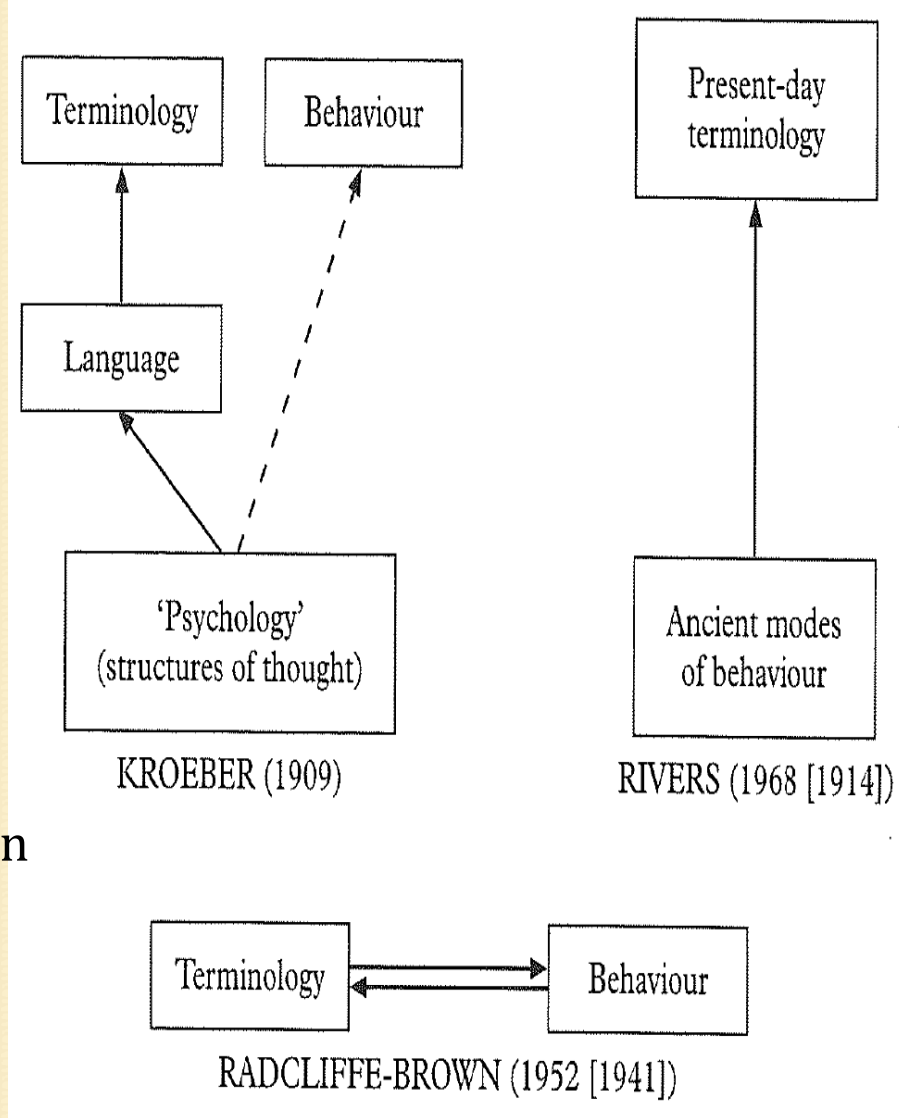 Terminology
Behaviour
Present-day
terminology
Language
‘Psychology’
(structures of thought)
Ancient modes
of behaviour
KROEBER (1909)
RIVERS (1968 [1914])
n
Terminology
Behaviour
RADCLIFFE-BROWN (1952 [1941])